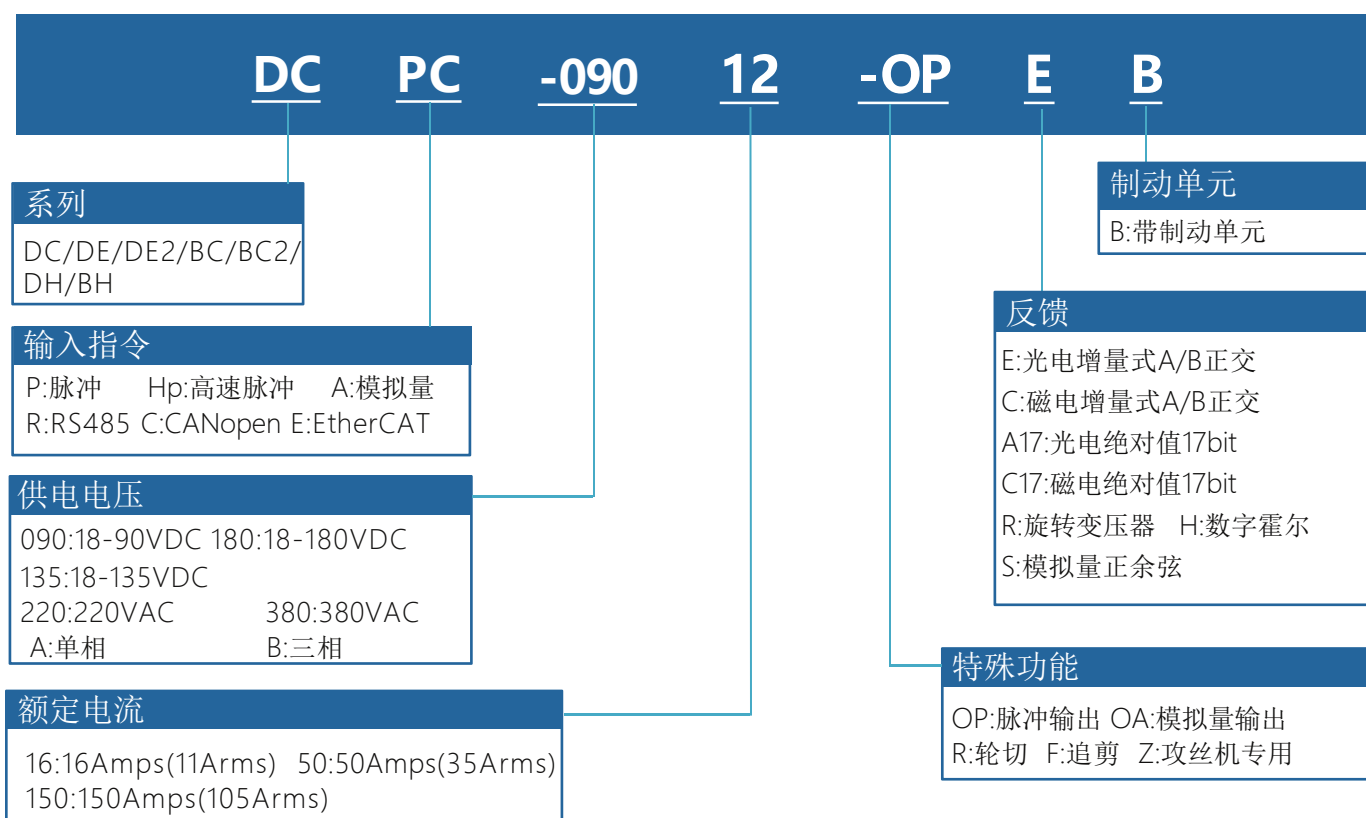 DC PC -090 12 -OP E B
系列
DC/DE/DE2/BC/BC2/
DH/BH
输入指令
P:脉冲 Hp:高速脉冲 A:模拟量
R:RS485 C:CANopen E:EtherCAT
供电电压
090:18-90VDC 180:18-180VDC
135:18-135VDC
220:220VAC 380:380VAC
A:单相 B:三相
额定电流
16:16Amps(11Arms) 50:50Amps(35Arms)
150:150Amps(105Arms)
制动单元
B:带制动单元
反馈
E:光电增量式A/B正交
C:磁电增量式A/B正交
A17:光电绝对值17bit
C17:磁电绝对值17bit
R:旋转变压器 H:数字霍尔
S:模拟量正余弦
特殊功能
OP:脉冲输出 OA:模拟量输出
R:轮切 F:追剪 Z:攻丝机专用